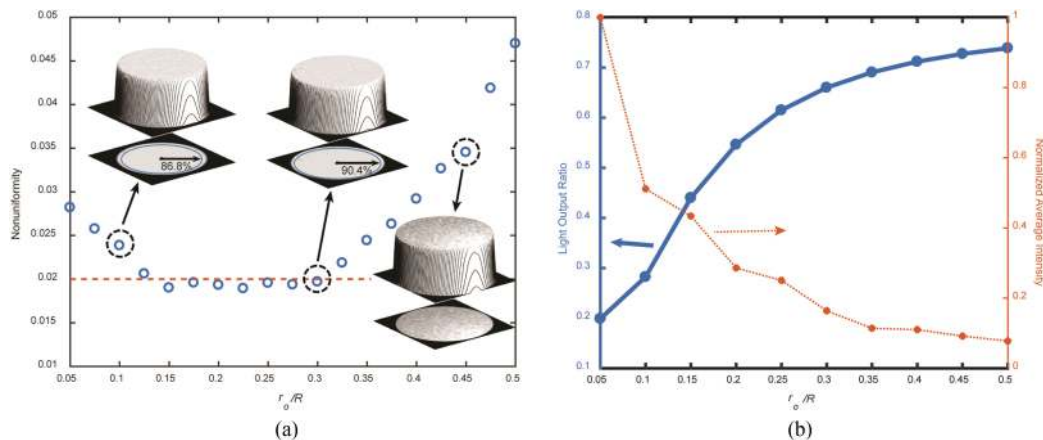 0.05
0.045
0.04
0.035
0.03
0.025
0.02
0.015
0.01
Nonuniformity
86.8%
90.4%
0.05 0.1 0.15 0.2 0.25 0.3 0.35 0.4 0.45 0.5
r_o/R
(a)
0.8
0.7
0.6
0.5
0.4
0.3
0.2
0.1
Light Output Ratio
1
0.8
0.6
0.4
0.2
0
Normalized Average Intensity
0.05 0.1 0.15 0.2 0.25 0.3 0.35 0.4 0.45 0.5
r_o/R
(b)